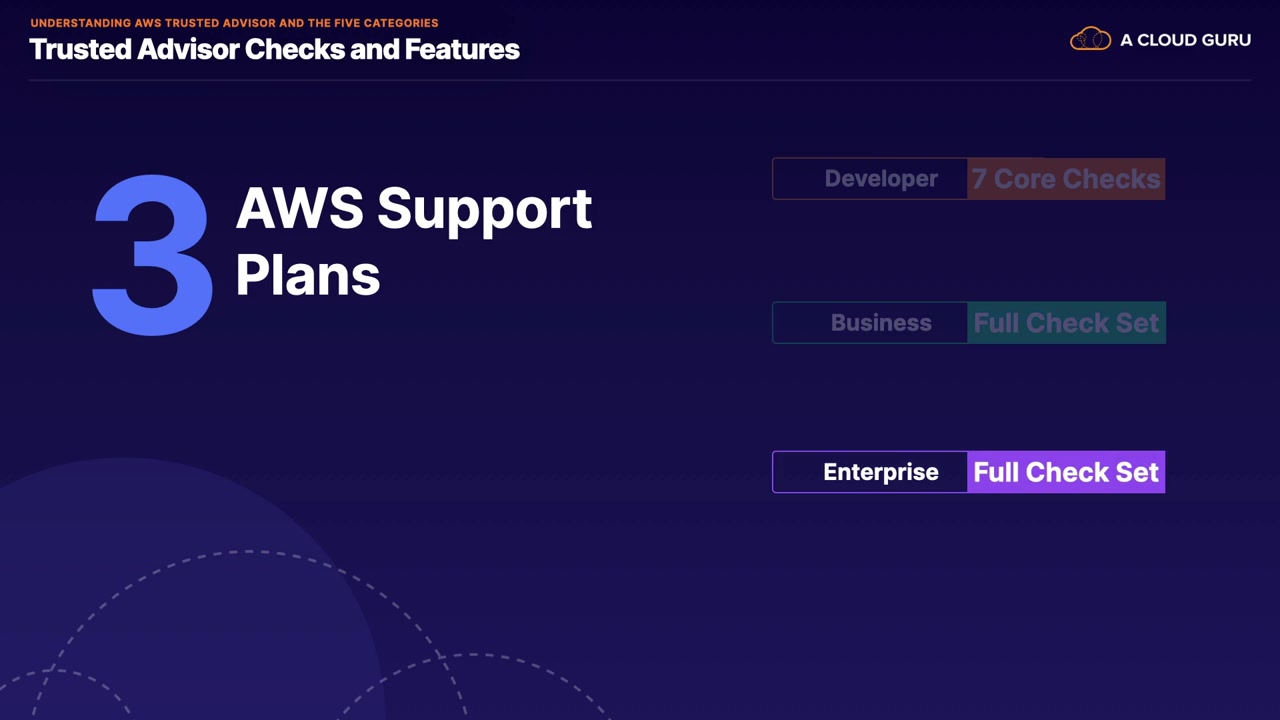 UNDERSTANDING AWS TRUSTED ADVISOR AND THE FIVE CATEGORIES
Trusted Advisor Checks and Features
A CLOUD GURU
3
AWS Support
Plans
Developer 7 Core Checks
Business Full Check Set
Enterprise Full Check Set